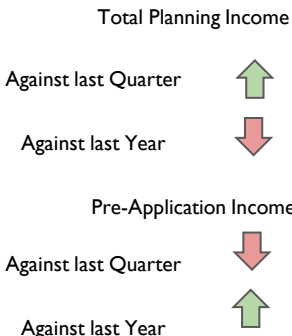 Total Planning Income
Against last Quarter
Against last Year
Pre-Application Income
Against last Quarter
Against last Year